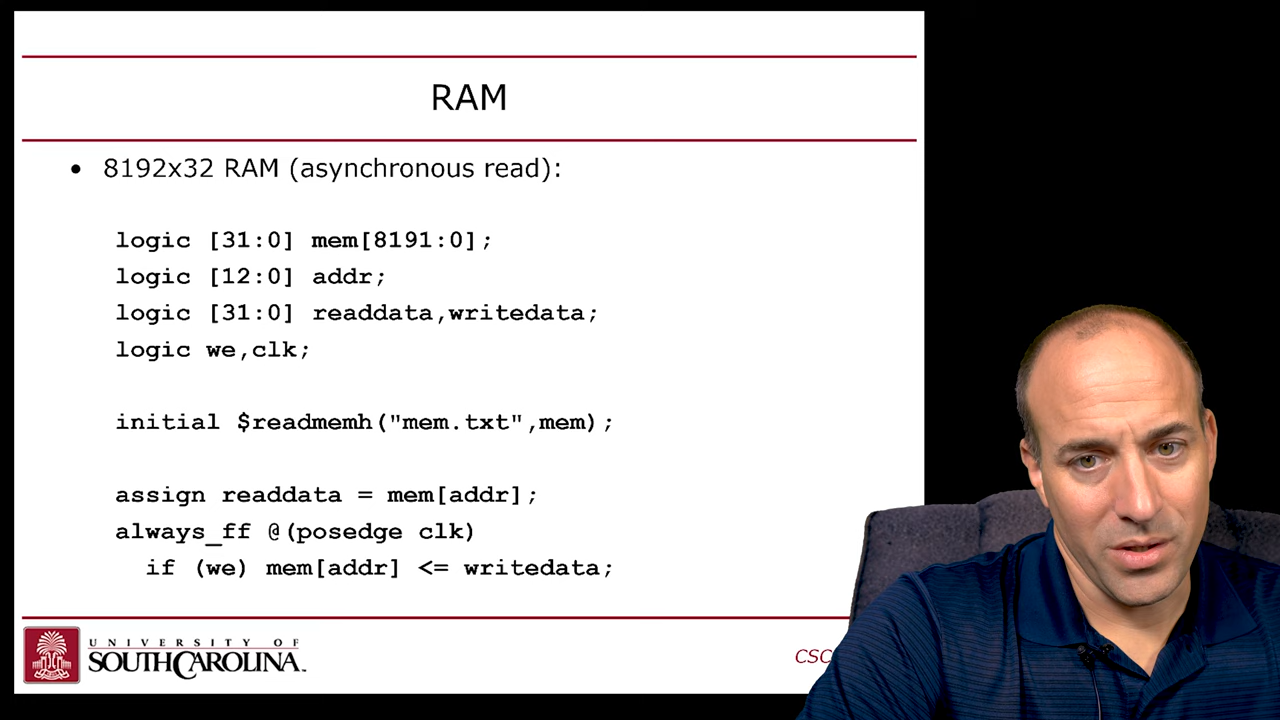 RAM
• 8192x32 RAM (asynchronous read):
logic [31:0] mem[8191:0];
logic [12:0] addr;
logic [31:0] readdata,writedata;
logic we,clk;
initial $readmemh("mem.txt",mem);
assign readdata = mem[addr];
always_ff @(posedge clk)
if (we) mem[addr] <= writedata;
UNIVERSITY OF
SOUTH CAROLINA
CSC